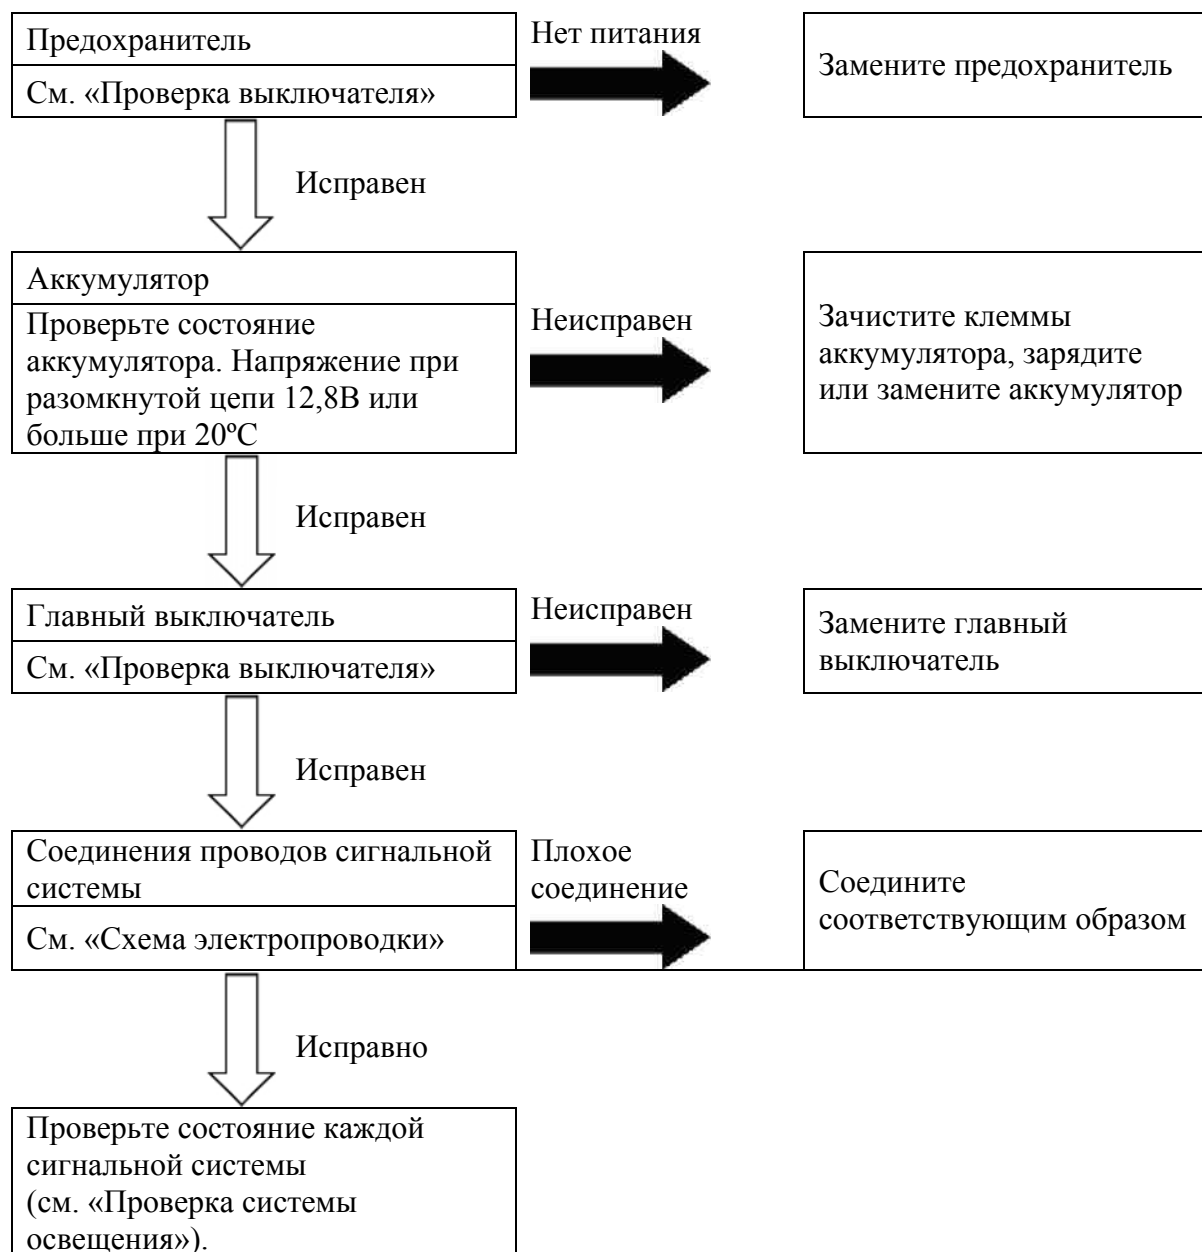 Предохранитель
Нет питания
Замените предохранитель
См. «Проверка выключателя»
Исправен
Аккумулятор
Проверьте состояние
аккумулятора. Напряжение при
разомкнутой цепи 12,8В или
больше при 20ºС
Неисправен
Зачистите клеммы
аккумулятора, зарядите
или замените аккумулятор
Исправен
Главный выключатель
Неисправен
Замените главный
выключатель
См. «Проверка выключателя»
Исправен
Соединения проводов сигнальной
системы
Плохое
соединение
Соедините
соответствующим образом
См. «Схема электропроводки»
Исправно
Проверьте состояние каждой
сигнальной системы
(см. «Проверка системы
освещения»).